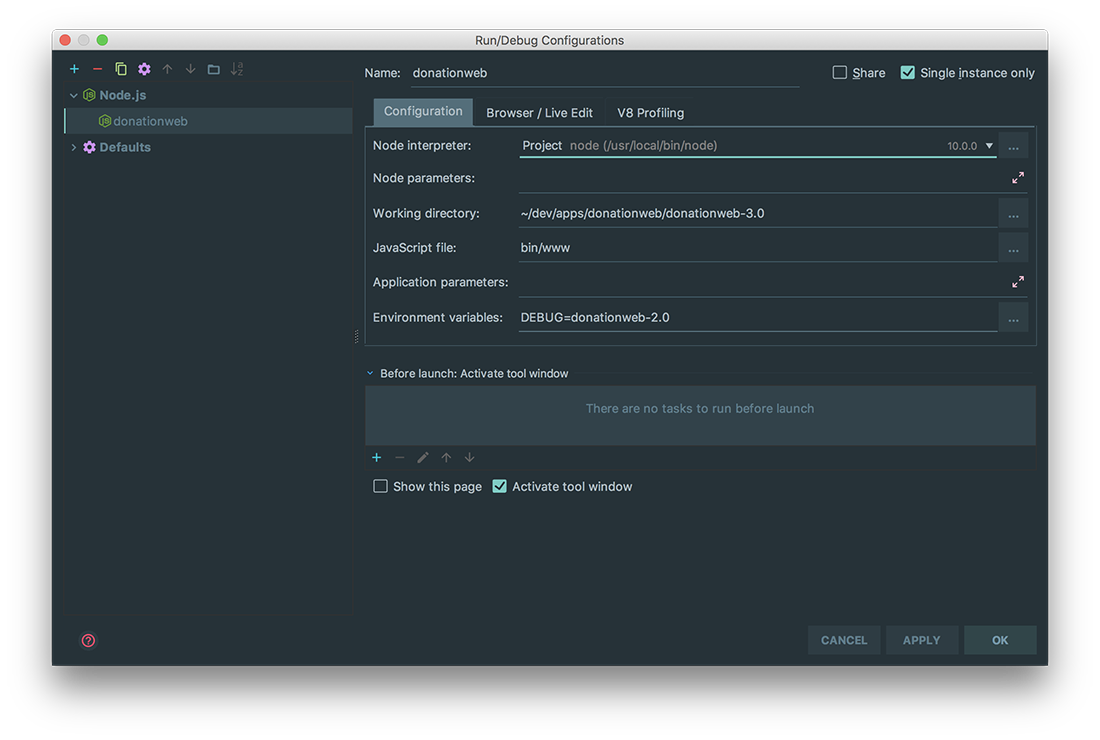 Run/Debug Configurations
Name: donationweb
Share
Single instance only
Node.js
donationweb
Defaults
Configuration
Browser / Live Edit
V8 Profiling
Node interpreter: Project node (/usr/local/bin/node) 10.0.0 ...
Node parameters:
Working directory: ~/dev/apps/donationweb/donationweb-3.0 ...
JavaScript file: bin/www ...
Application parameters:
Environment variables: DEBUG=donationweb-2.0 ...
Before launch: Activate tool window
There are no tasks to run before launch
Show this page
Activate tool window
?
CANCEL
APPLY
OK